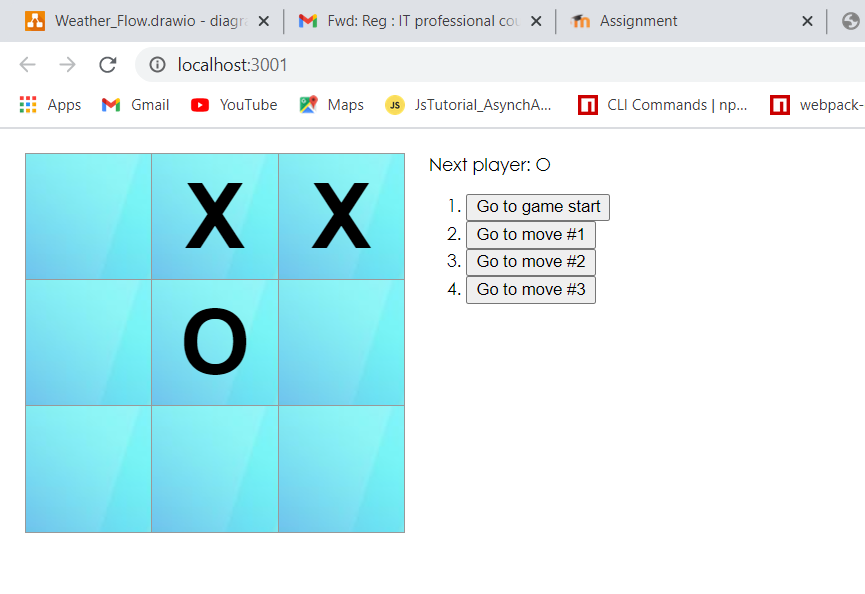 Weather_Flow.drawio - diagra
Fwd: Reg : IT professional cou
Assignment
localhost:3001
Apps
Gmail
YouTube
Maps
JS
JsTutorial_AsynchA...
CLI Commands | np...
webpack-
X X
O
Next player: O
1. Go to game start
2. Go to move #1
3. Go to move #2
4. Go to move #3